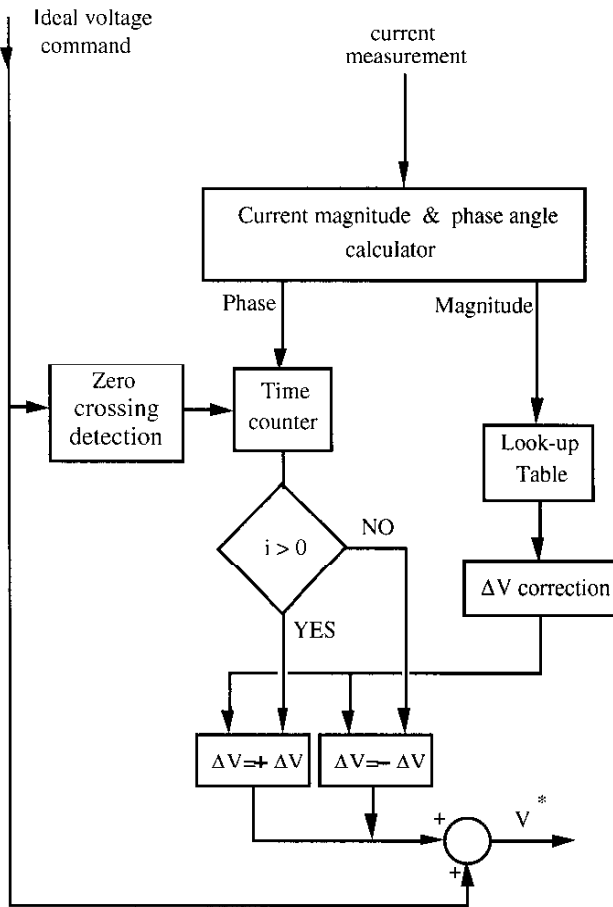 Ideal voltage
command
current
measurement
Current magnitude & phase angle
calculator
Phase
Magnitude
Zero
crossing
detection
Time
counter
Look-up
Table
i > 0
NO
YES
ΔV correction
ΔV=+ ΔV
ΔV=- ΔV
+
V *
+